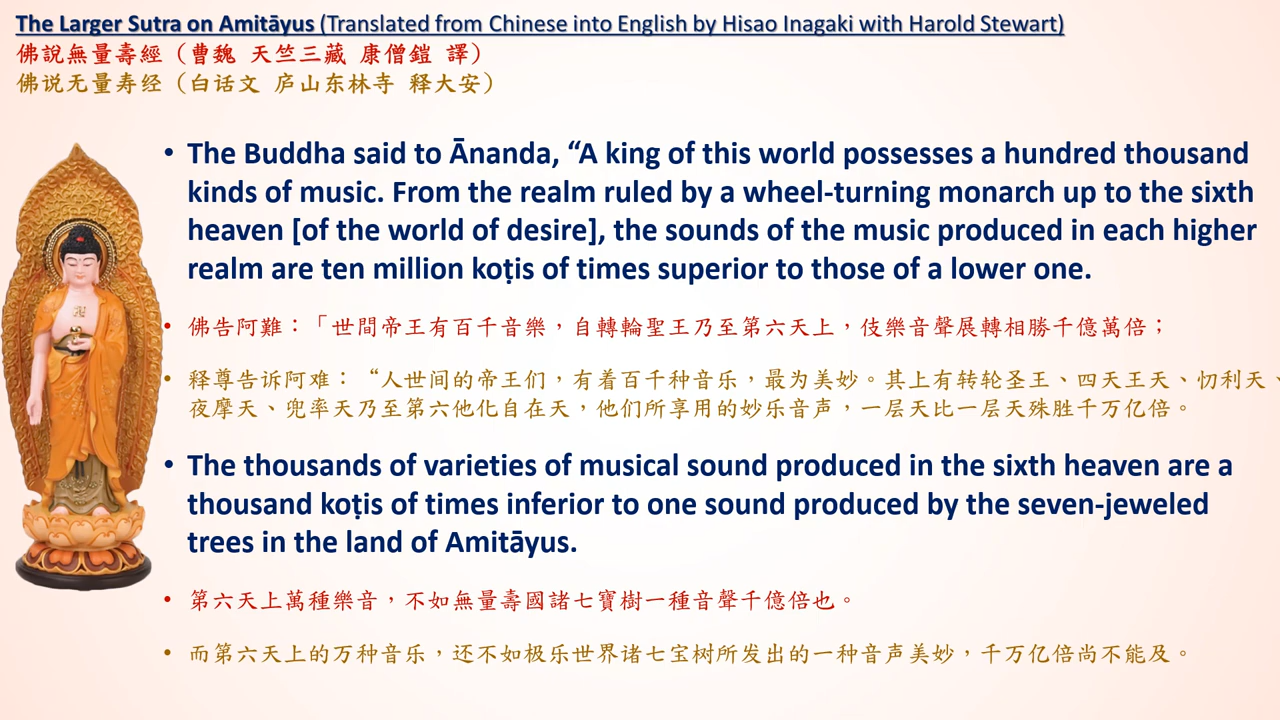 The Larger Sutra on Amitāyus (Translated from Chinese into English by Hisao Inagaki with Harold Stewart)
佛說無量壽經（曹魏 天竺三藏 康僧鎧 譯）
佛说无量寿经（白话文 庐山东林寺 释大安）
• The Buddha said to Ānanda, “A king of this world possesses a hundred thousand
kinds of music. From the realm ruled by a wheel-turning monarch up to the sixth
heaven [of the world of desire], the sounds of the music produced in each higher
realm are ten million koṭis of times superior to those of a lower one.
• 佛告阿難：「世間帝王有百千音樂，自轉輪聖王乃至第六天上，伎樂音聲展轉相勝千億萬倍；
• 释尊告诉阿难：“人世间的帝王们，有着百千种音乐，最为美妙。其上有转轮圣王、四天王天、忉利天、
夜摩天、兜率天乃至第六他化自在天，他们所享用的妙乐音声，一层天比一层天殊胜千万亿倍。
• The thousands of varieties of musical sound produced in the sixth heaven are a
thousand koṭis of times inferior to one sound produced by the seven-jeweled
trees in the land of Amitāyus.
• 第六天上萬種樂音，不如無量壽國諸七寶樹一種音聲千億倍也。
• 而第六天上的万种音乐，还不如极乐世界诸七宝树所发出的一种音声美妙，千万亿倍尚不能及。